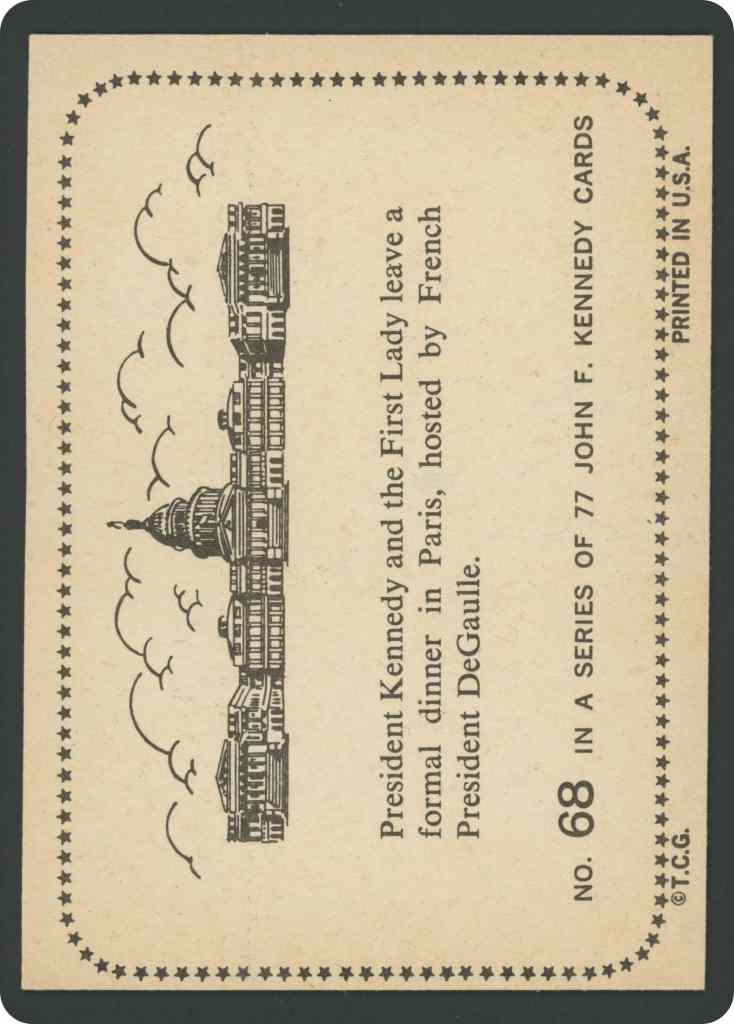 President Kennedy and the First Lady leave a
formal dinner in Paris, hosted by French
President DeGaulle.
NO. 68 IN A SERIES OF 77 JOHN F. KENNEDY CARDS
©T.C.G.
PRINTED IN U.S.A.